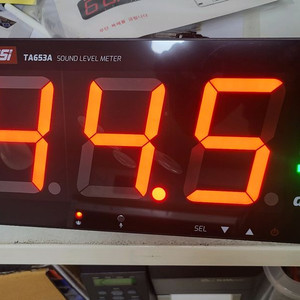 SI TA653A SOUND LEVEL METER
44.5
SEL ▼ ▲